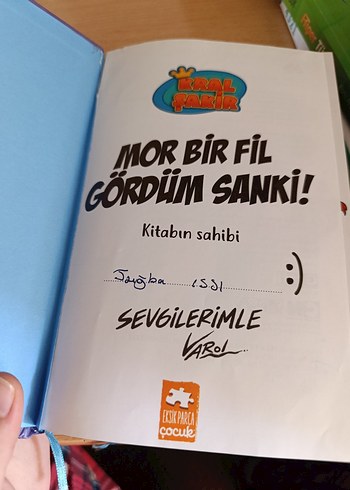 KRAL
ŞAKİR
MOR BİR FİL
GÖRDÜM SANKİ!
Kitabın sahibi
:)
SEVGİLERİMLE
VAROL
EKSİK PARÇA
çocuk